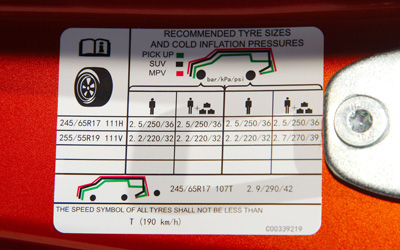 RECOMMENDED TYRE SIZES
AND COLD INFLATION PRESSURES
PICK UP
SUV
MPV
bar/kPa/psi
245/65R17 111H 2.5/250/36 2.5/250/36 2.5/250/36 2.5/250/36
255/55R19 111V 2.2/220/32 2.2/220/32 2.2/220/32 2.7/270/39
245/65R17 107T 2.9/290/42
THE SPEED SYMBOL OF ALL TYRES SHALL NOT BE LESS THAN
T (190 km/h)
C00339219